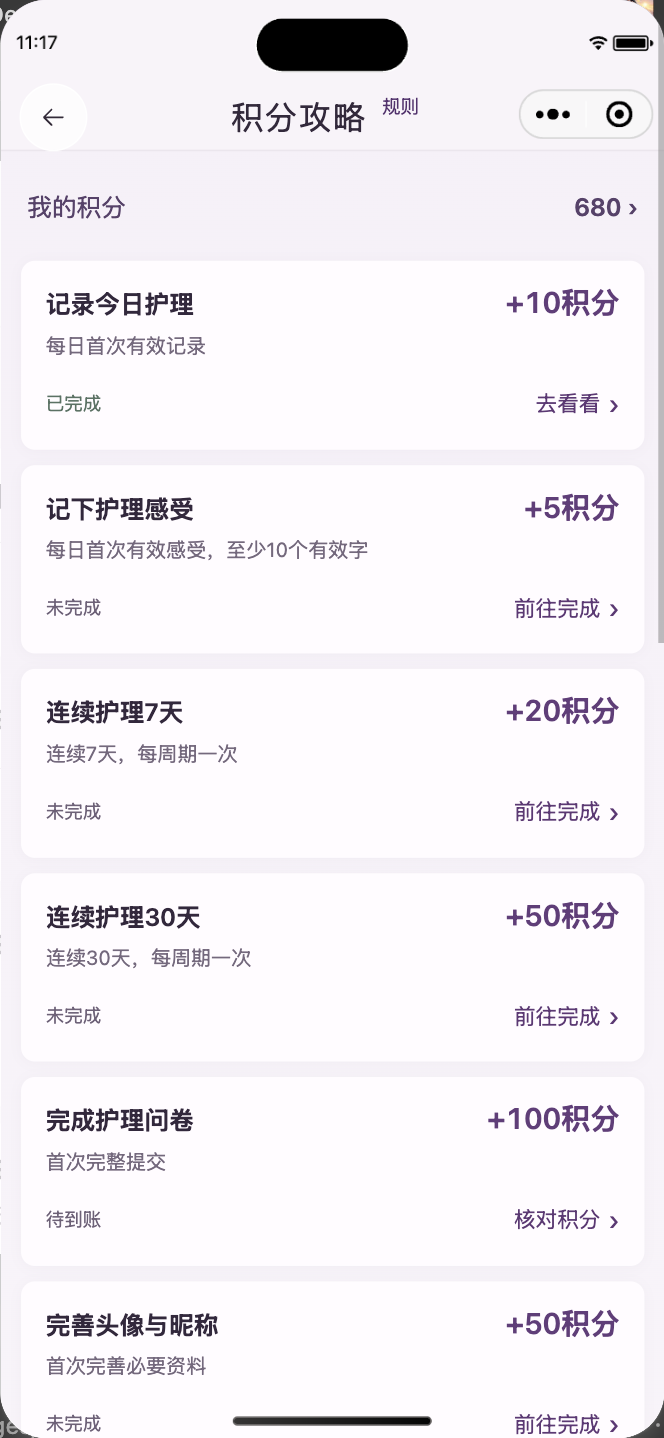 11:17
积分攻略 规则
我的积分 680 ›
记录今日护理 +10积分
每日首次有效记录
已完成 去看看 ›
记下护理感受 +5积分
每日首次有效感受，至少10个有效字
未完成 前往完成 ›
连续护理7天 +20积分
连续7天，每周期一次
未完成 前往完成 ›
连续护理30天 +50积分
连续30天，每周期一次
未完成 前往完成 ›
完成护理问卷 +100积分
首次完整提交
待到账 核对积分 ›
完善头像与昵称 +50积分
首次完善必要资料
未完成 前往完成 ›